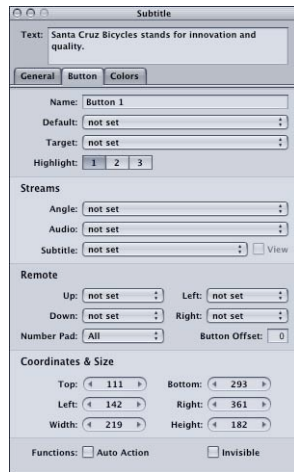 Subtitle
Text: Santa Cruz Bicycles stands for innovation and
quality.
General Button Colors
Name: Button 1
Default: not set
Target: not set
Highlight: 1 2 3
Streams
Angle: not set
Audio: not set
Subtitle: not set View
Remote
Up: not set Left: not set
Down: not set Right: not set
Number Pad: All Button Offset: 0
Coordinates & Size
Top: 111 Bottom: 293
Left: 142 Right: 361
Width: 219 Height: 182
Functions: Auto Action Invisible